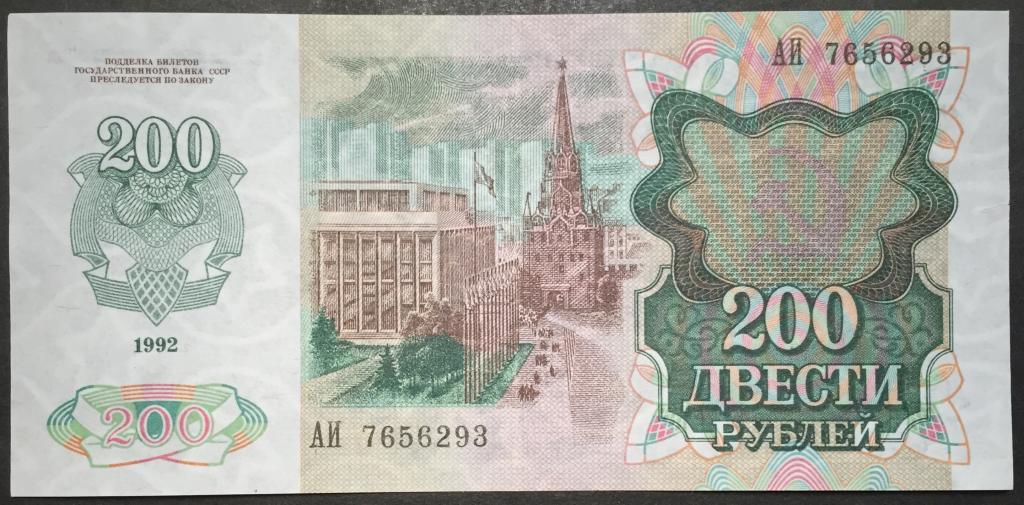 ПОДДЕЛКА БИЛЕТОВ
ГОСУДАРСТВЕННОГО БАНКА СССР
ПРЕСЛЕДУЕТСЯ ПО ЗАКОНУ
200
1992
200
АИ 7656293
АИ 7656293
200
ДВЕСТИ
РУБЛЕЙ